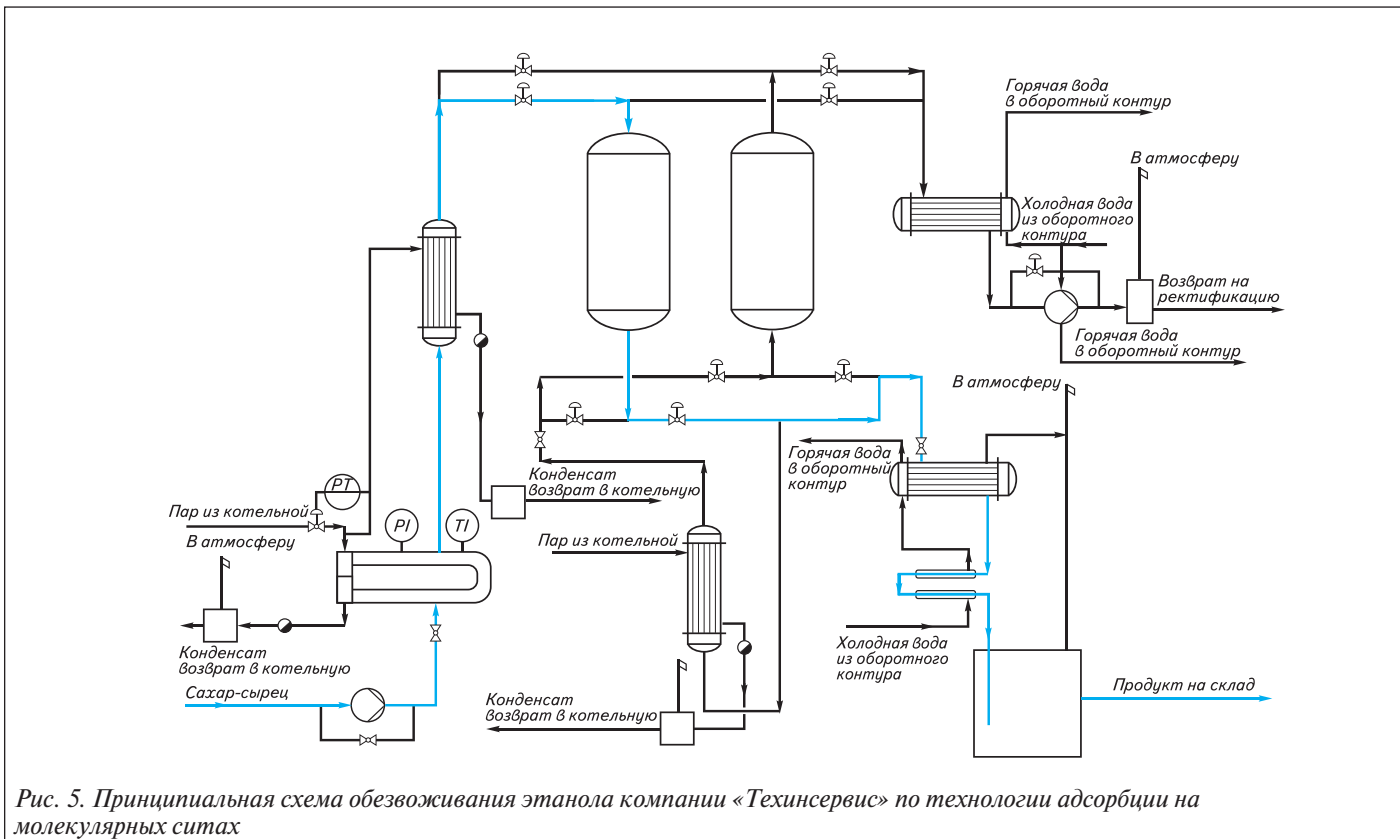 Горячая вода
в оборотный контур
В атмосферу
Холодная вода
из оборотного
контура
Возврат на
ректификацию
Горячая вода
в оборотный контур
В атмосферу
Горячая вода
в оборотный
контур
Конденсат
возврат в котельную
PT
Пар из котельной
PI
TI
В атмосферу
Пар из котельной
Конденсат
возврат в котельную
Холодная вода
из оборотного
контура
Сахар-сырец
Конденсат
возврат в котельную
Продукт на склад
Рис. 5. Принципиальная схема обезвоживания этанола компании «Техинсервис» по технологии адсорбции на
молекулярных ситах